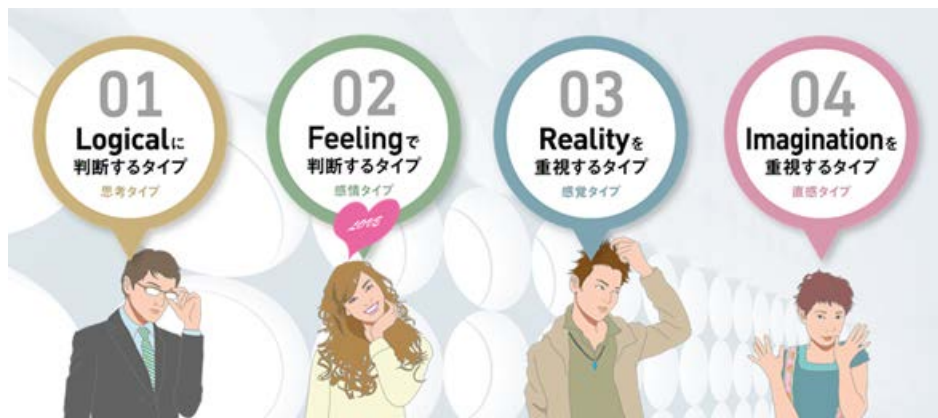 01
Logicalに
判断するタイプ
思考タイプ
02
Feelingで
判断するタイプ
感情タイプ
03
Realityを
重視するタイプ
感覚タイプ
04
Imaginationを
重視するタイプ
直感タイプ